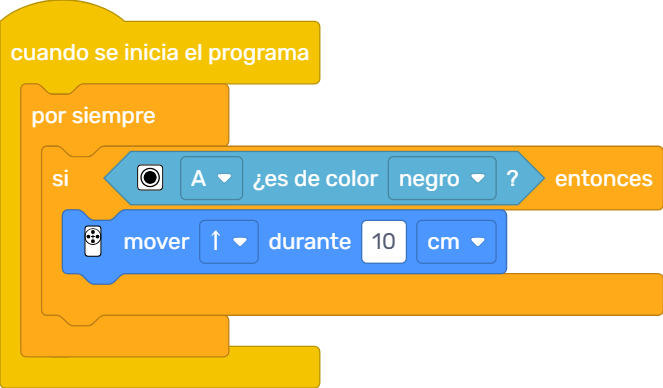 cuando se inicia el programa
por siempre
si A ¿es de color negro ? entonces
mover ↑ durante 10 cm